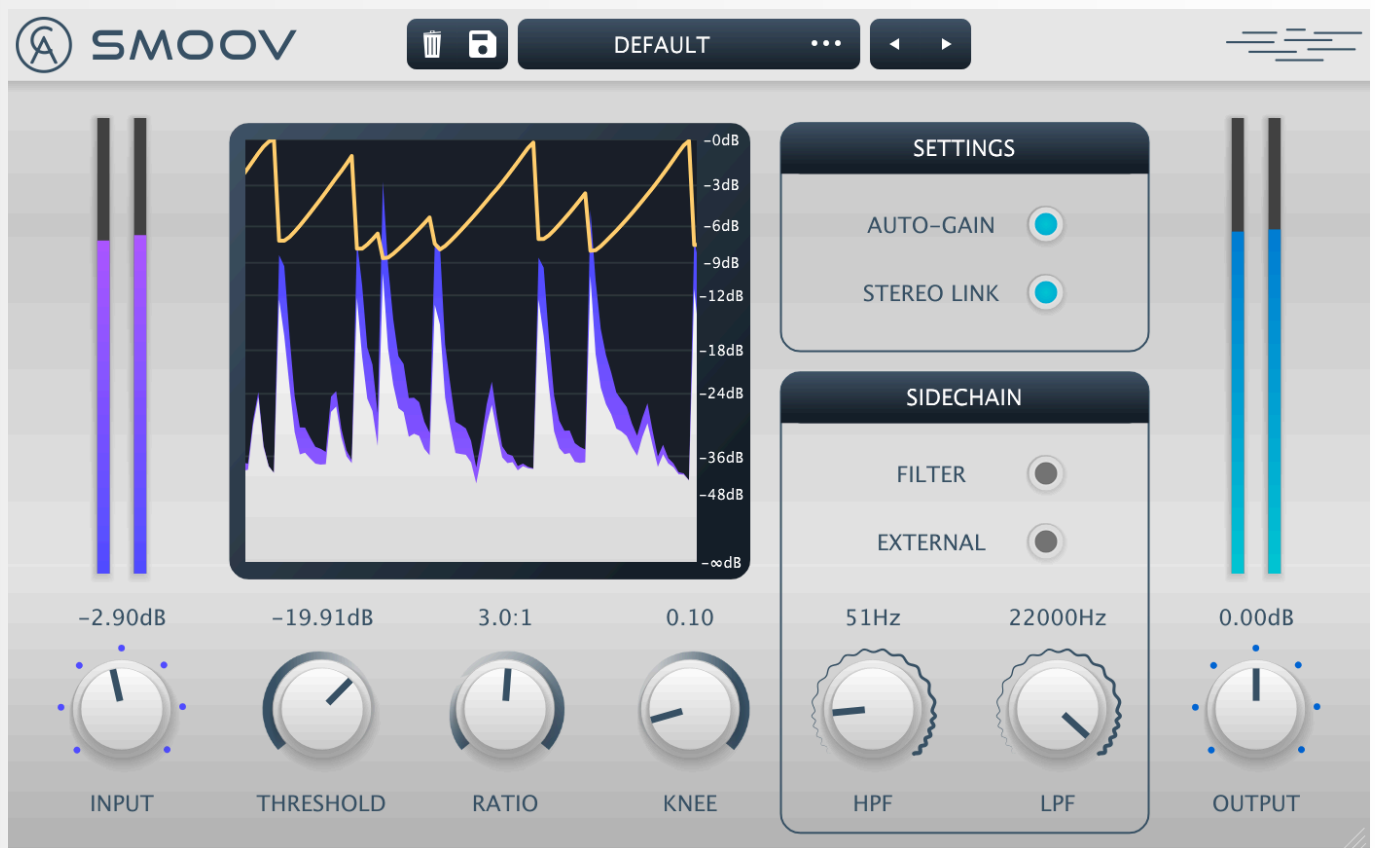 CA SMOOV
DEFAULT •••
-0dB
-3dB
-6dB
-9dB
-12dB
-18dB
-24dB
-36dB
-48dB
-∞dB
SETTINGS
AUTO-GAIN
STEREO LINK
SIDECHAIN
FILTER
EXTERNAL
-2.90dB -19.91dB 3.0:1 0.10 51Hz 22000Hz 0.00dB
INPUT THRESHOLD RATIO KNEE HPF LPF OUTPUT